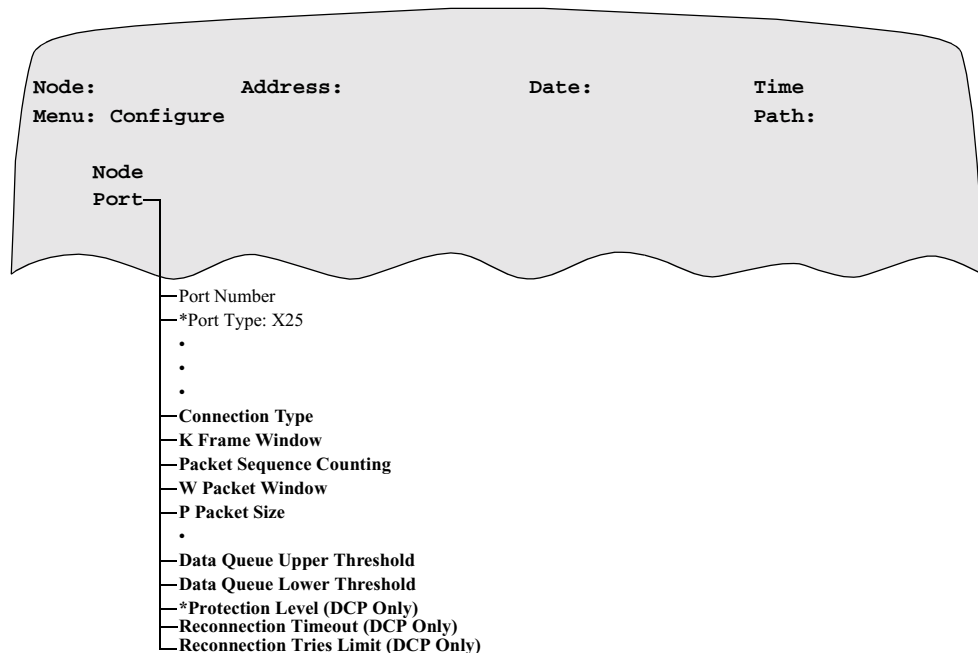 Node: Address: Date: Time
Menu: Configure Path:
Node
Port
Port Number
*Port Type: X25
•
•
•
Connection Type
K Frame Window
Packet Sequence Counting
W Packet Window
P Packet Size
•
Data Queue Upper Threshold
Data Queue Lower Threshold
*Protection Level (DCP Only)
Reconnection Timeout (DCP Only)
Reconnection Tries Limit (DCP Only)